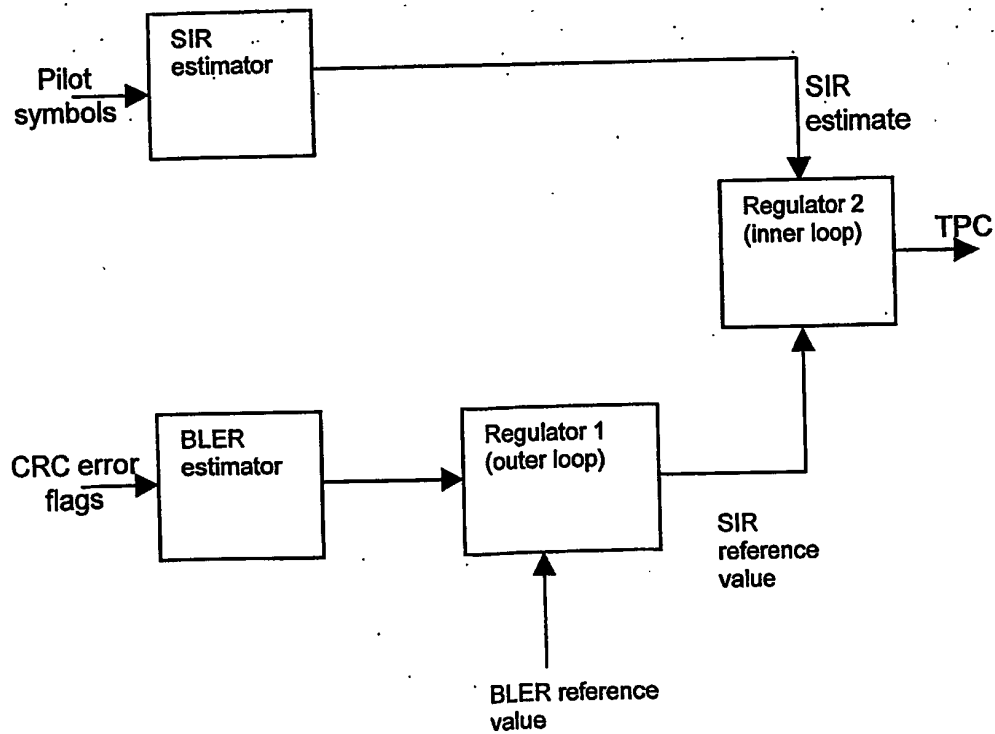 SIR
estimator
Pilot
symbols
SIR
estimate
Regulator 2
(inner loop)
TPC
BLER
estimator
CRC error
flags
Regulator 1
(outer loop)
SIR
reference
value
BLER reference
value